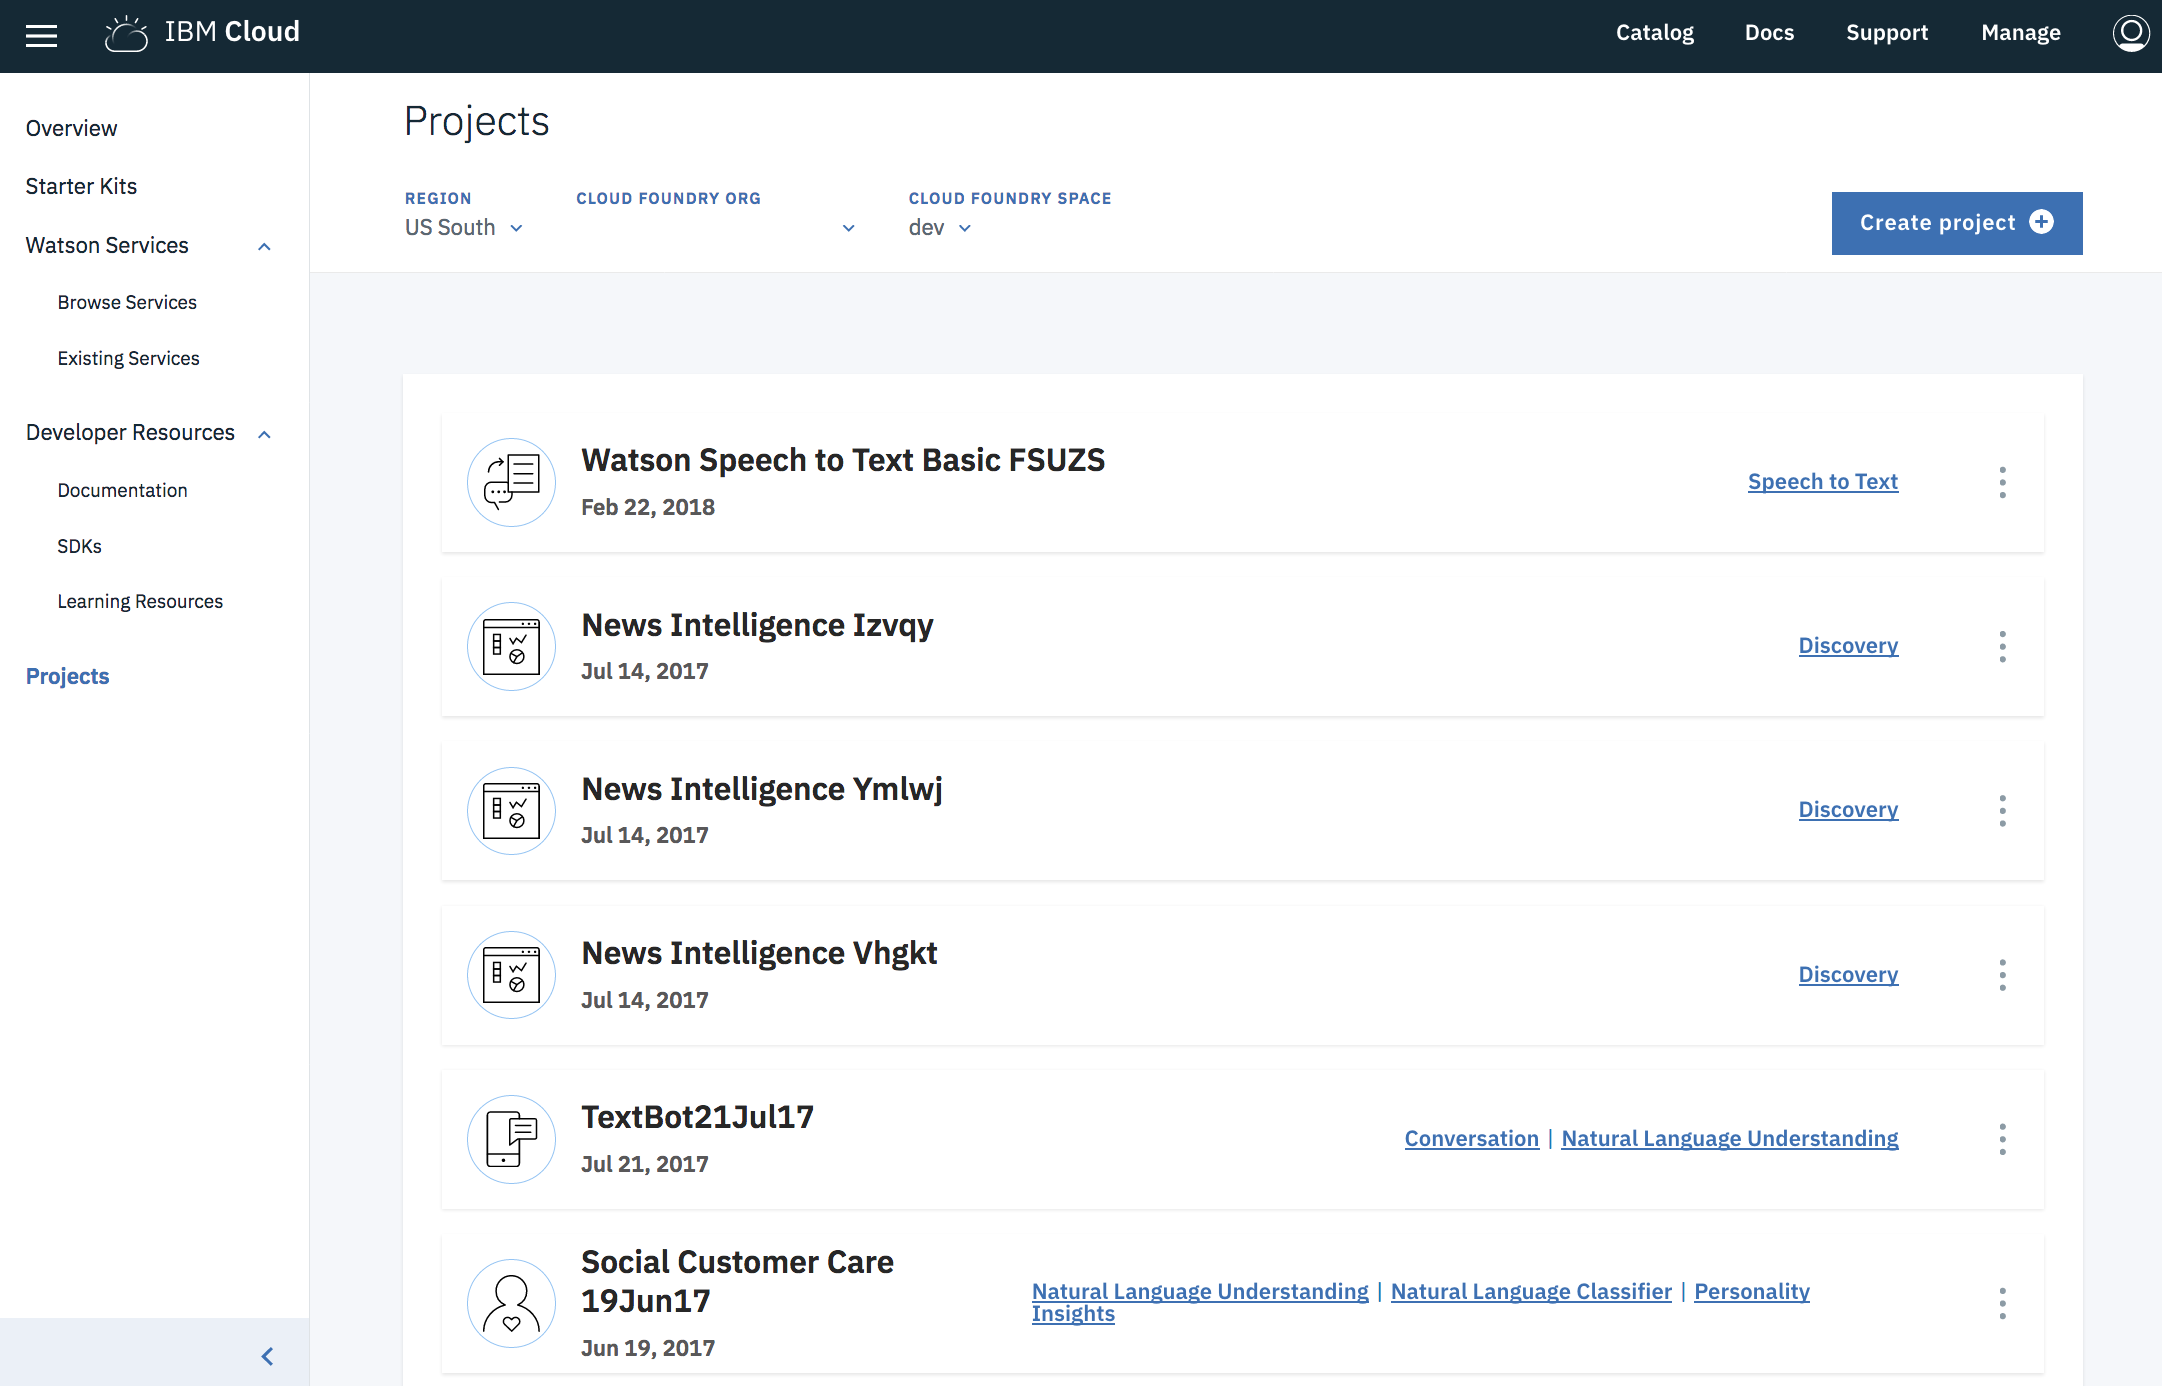 IBM Cloud
Catalog
Docs
Support
Manage
Overview
Starter Kits
Watson Services
Browse Services
Existing Services
Developer Resources
Documentation
SDKs
Learning Resources
Projects
Projects
REGION
US South
CLOUD FOUNDRY ORG
CLOUD FOUNDRY SPACE
dev
Create project
Watson Speech to Text Basic FSUZS
Feb 22, 2018
Speech to Text
News Intelligence Izvqy
Jul 14, 2017
Discovery
News Intelligence Ymlwj
Jul 14, 2017
Discovery
News Intelligence Vhgkt
Jul 14, 2017
Discovery
TextBot21Jul17
Jul 21, 2017
Conversation | Natural Language Understanding
Social Customer Care
19Jun17
Jun 19, 2017
Natural Language Understanding | Natural Language Classifier | Personality
Insights